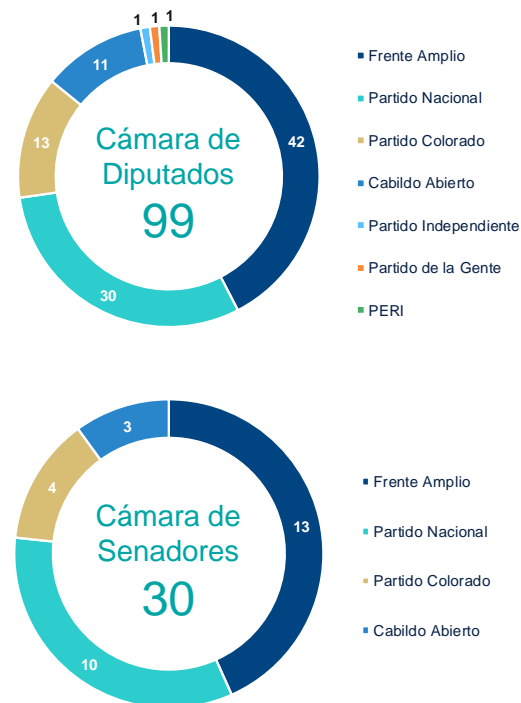 1 1 1
11
13
42
30
Cámara de
Diputados
99
Frente Amplio
Partido Nacional
Partido Colorado
Cabildo Abierto
Partido Independiente
Partido de la Gente
PERI
3
4
13
10
Cámara de
Senadores
30
Frente Amplio
Partido Nacional
Partido Colorado
Cabildo Abierto